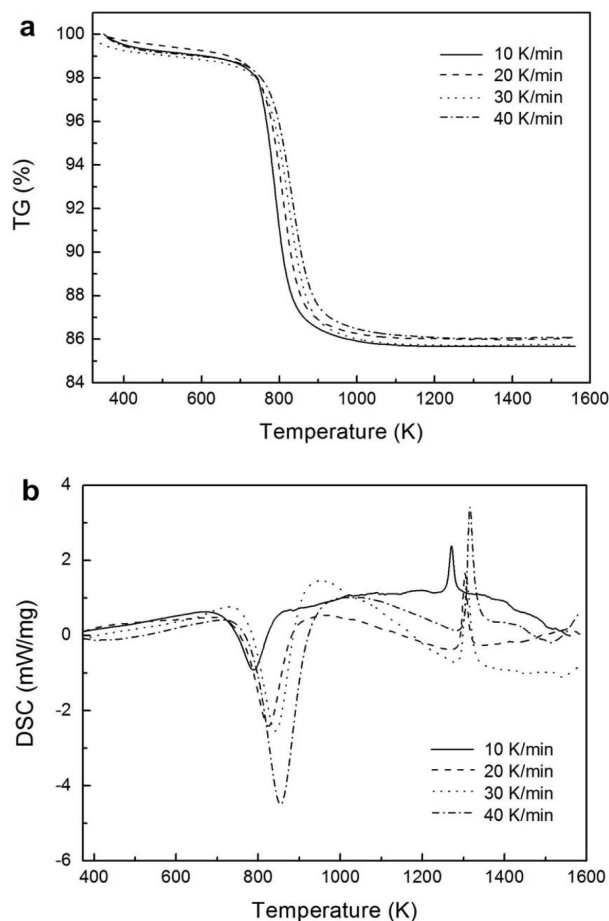 a
100
98
96
94
92
90
88
86
84
TG (%)
10 K/min
20 K/min
30 K/min
40 K/min
400 600 800 1000 1200 1400 1600
Temperature (K)
b
4
2
0
-2
-4
-6
DSC (mW/mg)
10 K/min
20 K/min
30 K/min
40 K/min
400 600 800 1000 1200 1400 1600
Temperature (K)